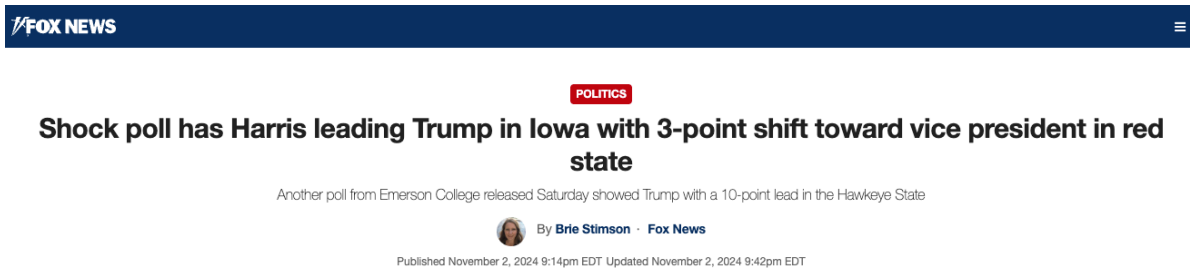 FOX NEWS
POLITICS
Shock poll has Harris leading Trump in Iowa with 3-point shift toward vice president in red
state
Another poll from Emerson College released Saturday showed Trump with a 10-point lead in the Hawkeye State
By Brie Stimson · Fox News
Published November 2, 2024 9:14pm EDT Updated November 2, 2024 9:42pm EDT